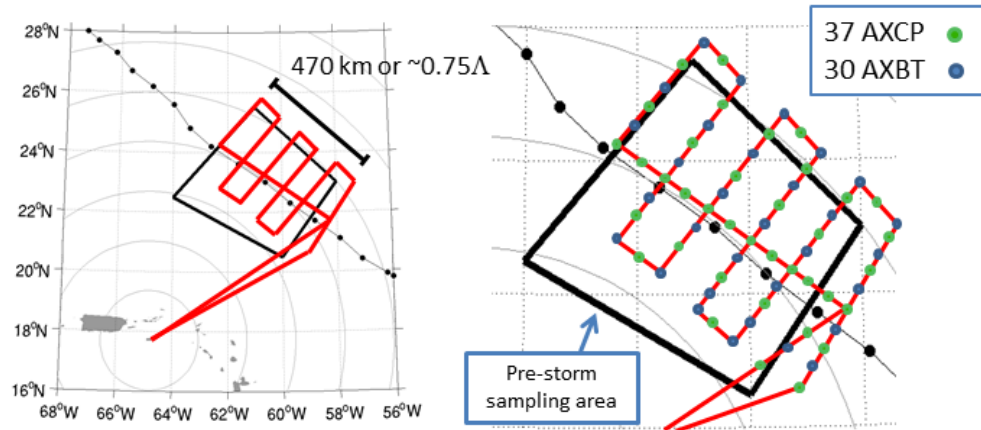 28°N
26°N
24°N
22°N
20°N
18°N
16°N
68°W 66°W 64°W 62°W 60°W 58°W 56°W
470 km or ~0.75Λ
37 AXCP
30 AXBT
Pre-storm
sampling area